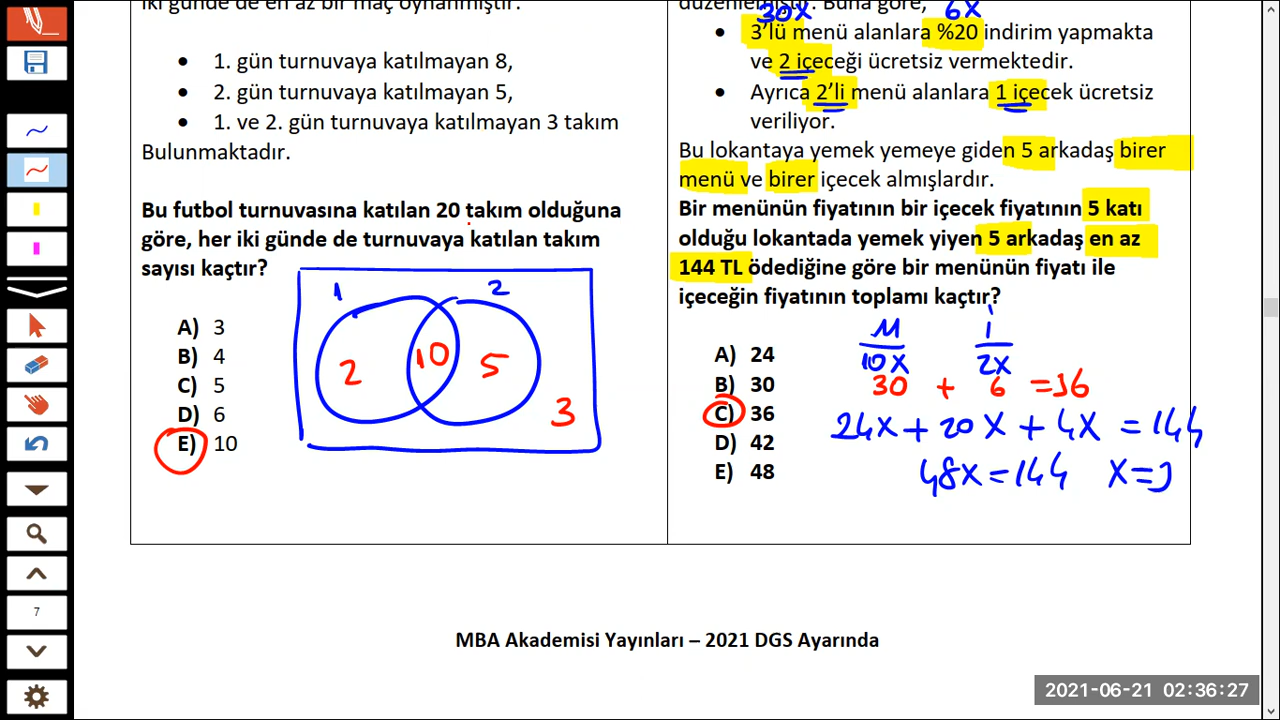 iki günde de en az bir maç oynanmıştır.
• 1. gün turnuvaya katılmayan 8,
• 2. gün turnuvaya katılmayan 5,
• 1. ve 2. gün turnuvaya katılmayan 3 takım
Bulunmaktadır.
Bu futbol turnuvasına katılan 20 takım olduğuna
göre, her iki günde de turnuvaya katılan takım
sayısı kaçtır?
1 2
2 10 5
3
A) 3
B) 4
C) 5
D) 6
E) 10
düzenlemiştir. Buna göre,
30X 6X
• 3'lü menü alanlara %20 indirim yapmakta
ve 2 içeceği ücretsiz vermektedir.
• Ayrıca 2'li menü alanlara 1 içecek ücretsiz
veriliyor.
Bu lokantaya yemek yemeye giden 5 arkadaş birer
menü ve birer içecek almışlardır.
Bir menünün fiyatının bir içecek fiyatının 5 katı
olduğu lokantada yemek yiyen 5 arkadaş en az
144 TL ödediğine göre bir menünün fiyatı ile
içeceğin fiyatının toplamı kaçtır?
M İ
10X 2X
30 + 6 = 36
24X + 20X + 4X = 144
48X = 144 X = 3
A) 24
B) 30
C) 36
D) 42
E) 48
MBA Akademisi Yayınları – 2021 DGS Ayarında
7
2021-06-21 02:36:27